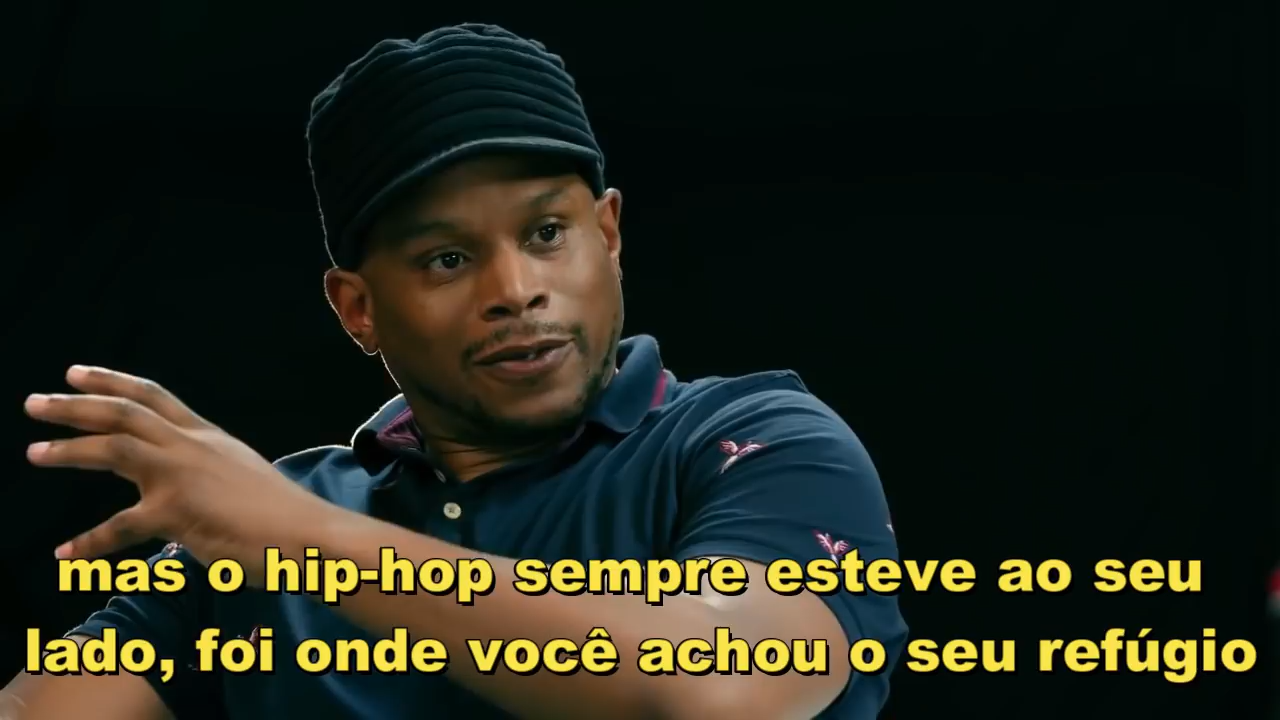 mas o hip-hop sempre esteve ao seu
lado, foi onde você achou o seu refúgio